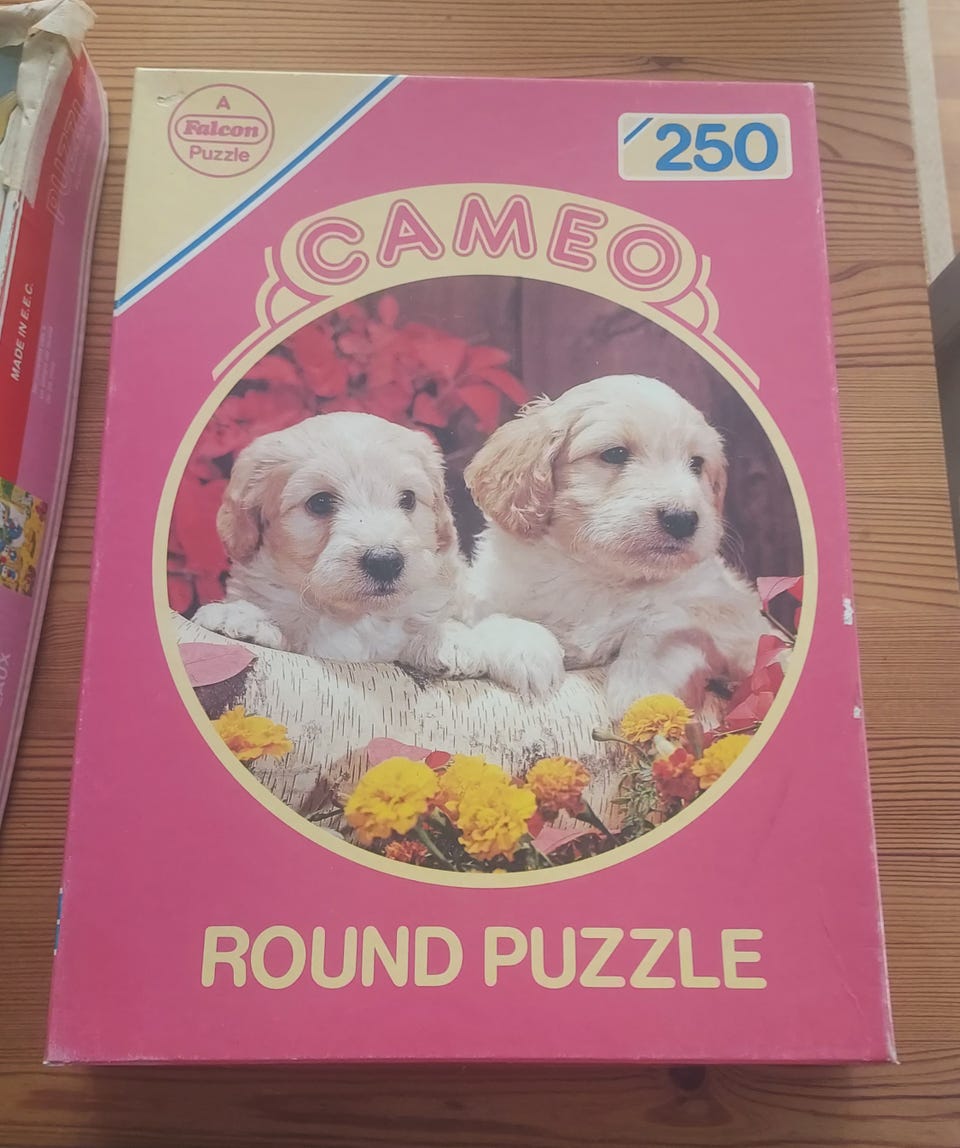 A
Falcon
Puzzle
250
CAMEO
ROUND PUZZLE
MADE IN E.E.C.